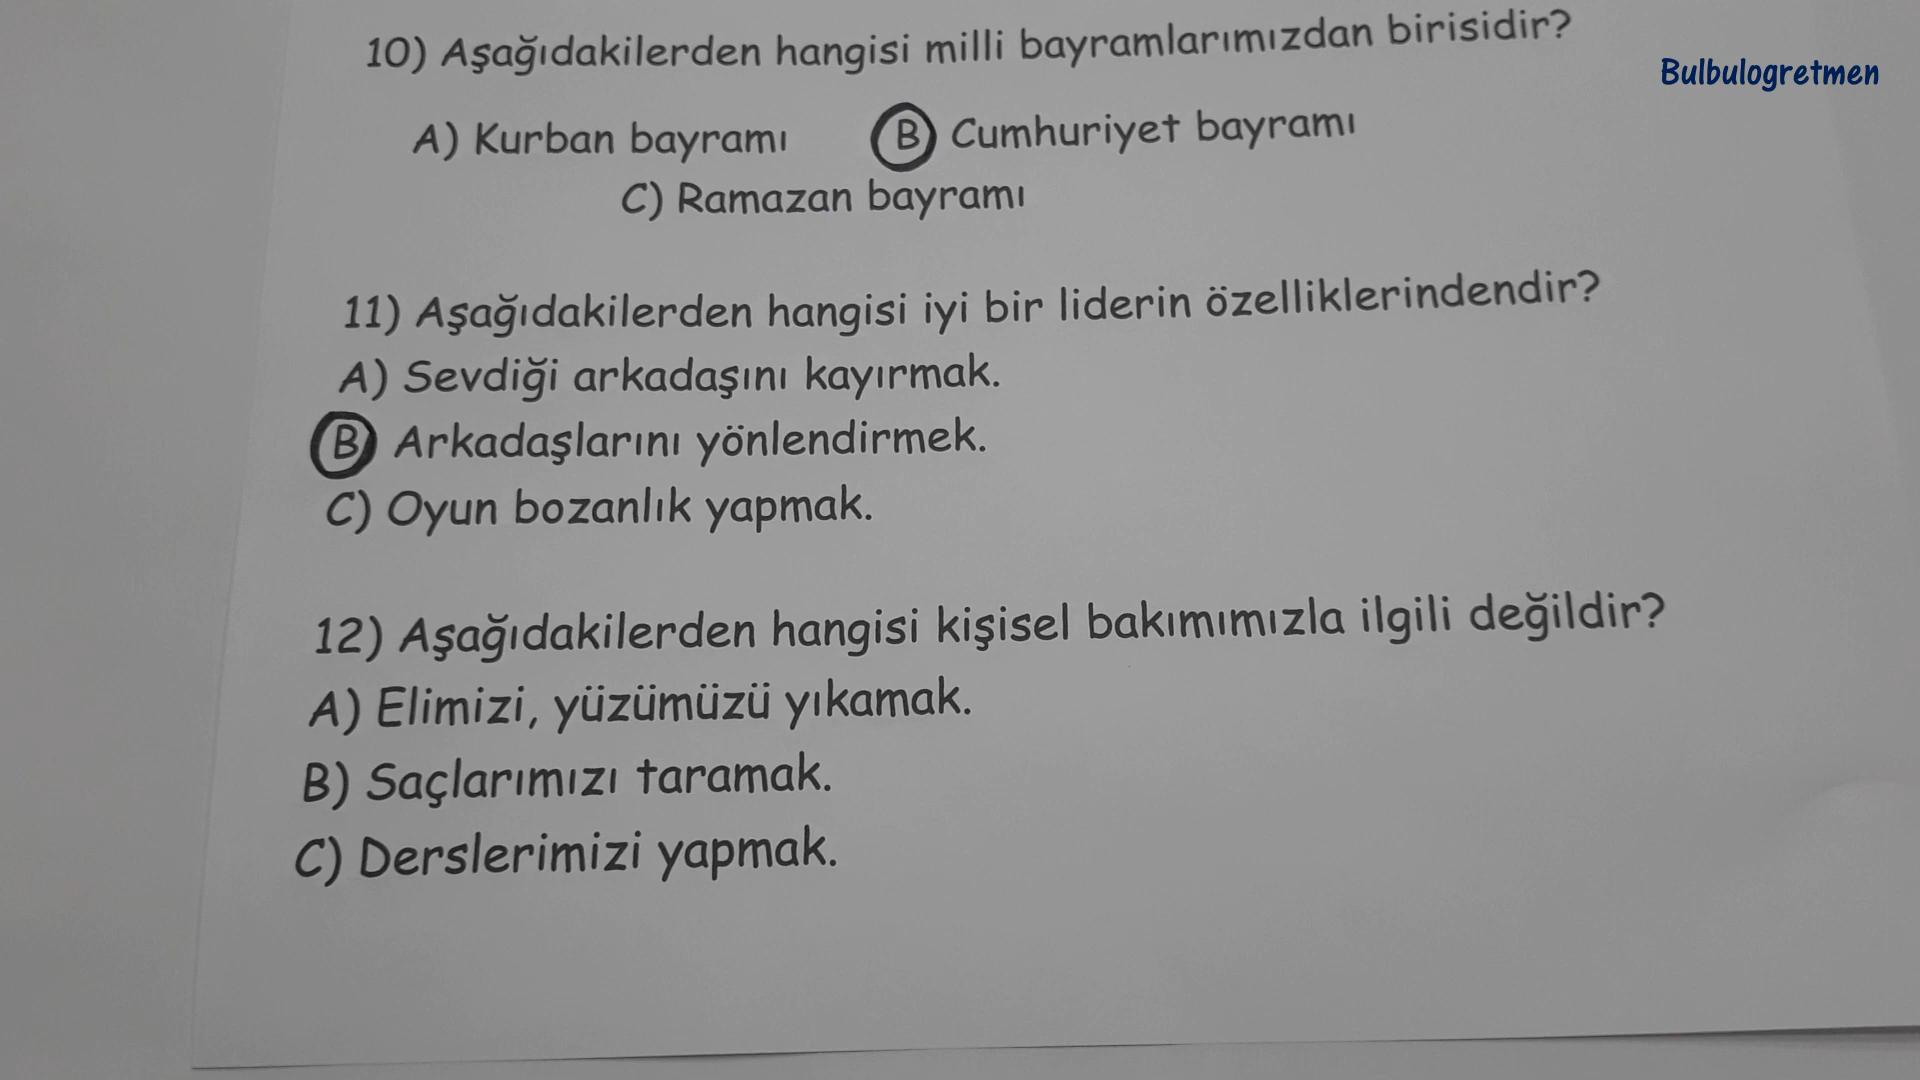 10) Aşağıdakilerden hangisi milli bayramlarımızdan birisidir?
Bulbulogretmen
A) Kurban bayramı B) Cumhuriyet bayramı
C) Ramazan bayramı
11) Aşağıdakilerden hangisi iyi bir liderin özelliklerindendir?
A) Sevdiği arkadaşını kayırmak.
B) Arkadaşlarını yönlendirmek.
C) Oyun bozanlık yapmak.
12) Aşağıdakilerden hangisi kişisel bakımımızla ilgili değildir?
A) Elimizi, yüzümüzü yıkamak.
B) Saçlarımızı taramak.
C) Derslerimizi yapmak.